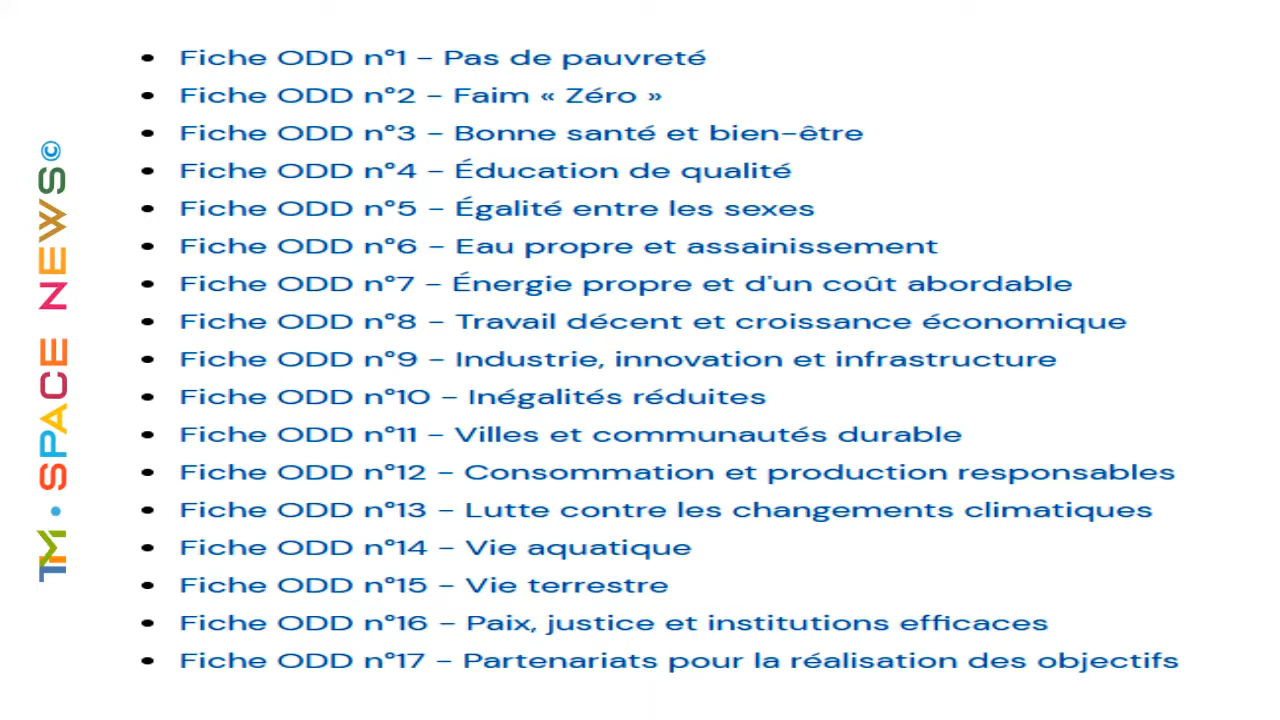 Fiche ODD n°1 – Pas de pauvreté
Fiche ODD n°2 – Faim « Zéro »
Fiche ODD n°3 – Bonne santé et bien-être
Fiche ODD n°4 – Éducation de qualité
Fiche ODD n°5 – Égalité entre les sexes
Fiche ODD n°6 – Eau propre et assainissement
Fiche ODD n°7 – Énergie propre et d'un coût abordable
Fiche ODD n°8 – Travail décent et croissance économique
Fiche ODD n°9 – Industrie, innovation et infrastructure
Fiche ODD n°10 – Inégalités réduites
Fiche ODD n°11 – Villes et communautés durable
Fiche ODD n°12 – Consommation et production responsables
Fiche ODD n°13 – Lutte contre les changements climatiques
Fiche ODD n°14 – Vie aquatique
Fiche ODD n°15 – Vie terrestre
Fiche ODD n°16 – Paix, justice et institutions efficaces
Fiche ODD n°17 – Partenariats pour la réalisation des objectifs
TM · SPACE NEWS©